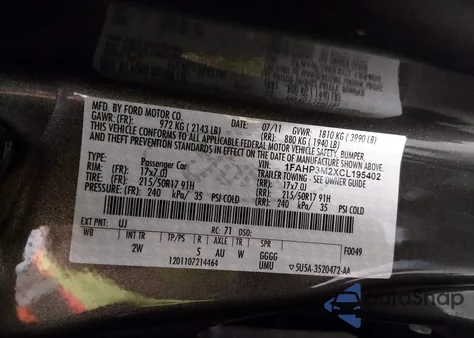 MFD. BY FORD MOTOR CO.
DATE: 07/11 GVWR: 1810 KG ( 3990 LB)
GAWR: (FR): 972 KG ( 2143 LB) (RR): 880 KG ( 1940 LB)
THIS VEHICLE CONFORMS TO ALL APPLICABLE FEDERAL MOTOR VEHICLE SAFETY, BUMPER,
AND THEFT PREVENTION STANDARDS IN EFFECT ON THE DATE OF MANUFACTURE SHOWN ABOVE.
VIN: 1FAHP3M2XCL195402
TYPE: Passenger Car TRAILER TOWING - SEE OWNER GUIDE
RIM: (FR) : 17x7.0J (RR) : 17x7.0J
TIRE: (FR) : 215/50R17 91H (RR) : 215/50R17 91H
PRESSURE: (FR) : 240 kPa/ 35 PSI COLD (RR) : 240 kPa/ 35 PSI COLD
EXT PNT: UJ RC: 71 DSO: F0049
WB INT TR TP/PS R AXLE TR SPR
2W 5 AU W GGGG
1201107214464 UMU 5U5A-3520472-AA
DataSnap